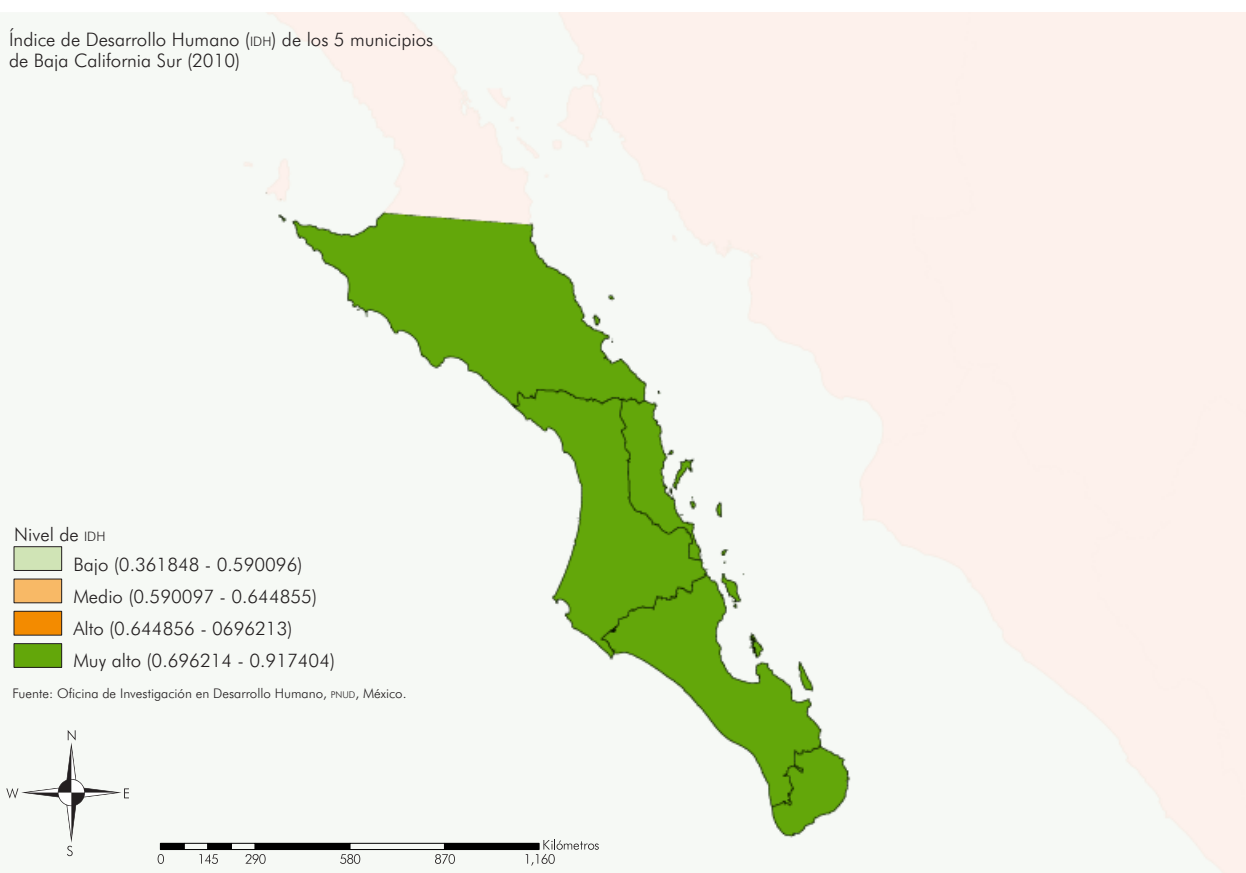 Índice de Desarrollo Humano (IDH) de los 5 municipios
de Baja California Sur (2010)
Nivel de IDH
Bajo (0.361848 - 0.590096)
Medio (0.590097 - 0.644855)
Alto (0.644856 - 0696213)
Muy alto (0.696214 - 0.917404)
Fuente: Oficina de Investigación en Desarrollo Humano, PNUD, México.
N
W E
S
Kilómetros
0 145 290 580 870 1,160